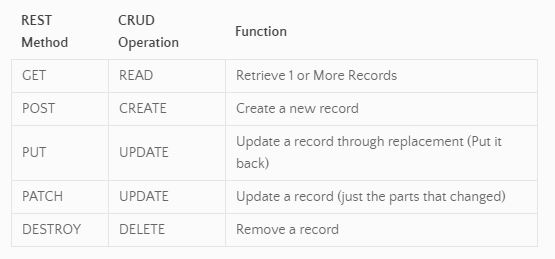 REST Method CRUD Operation Function
GET READ Retrieve 1 or More Records
POST CREATE Create a new record
PUT UPDATE Update a record through replacement (Put it
back)
PATCH UPDATE Update a record (just the parts that changed)
DESTROY DELETE Remove a record